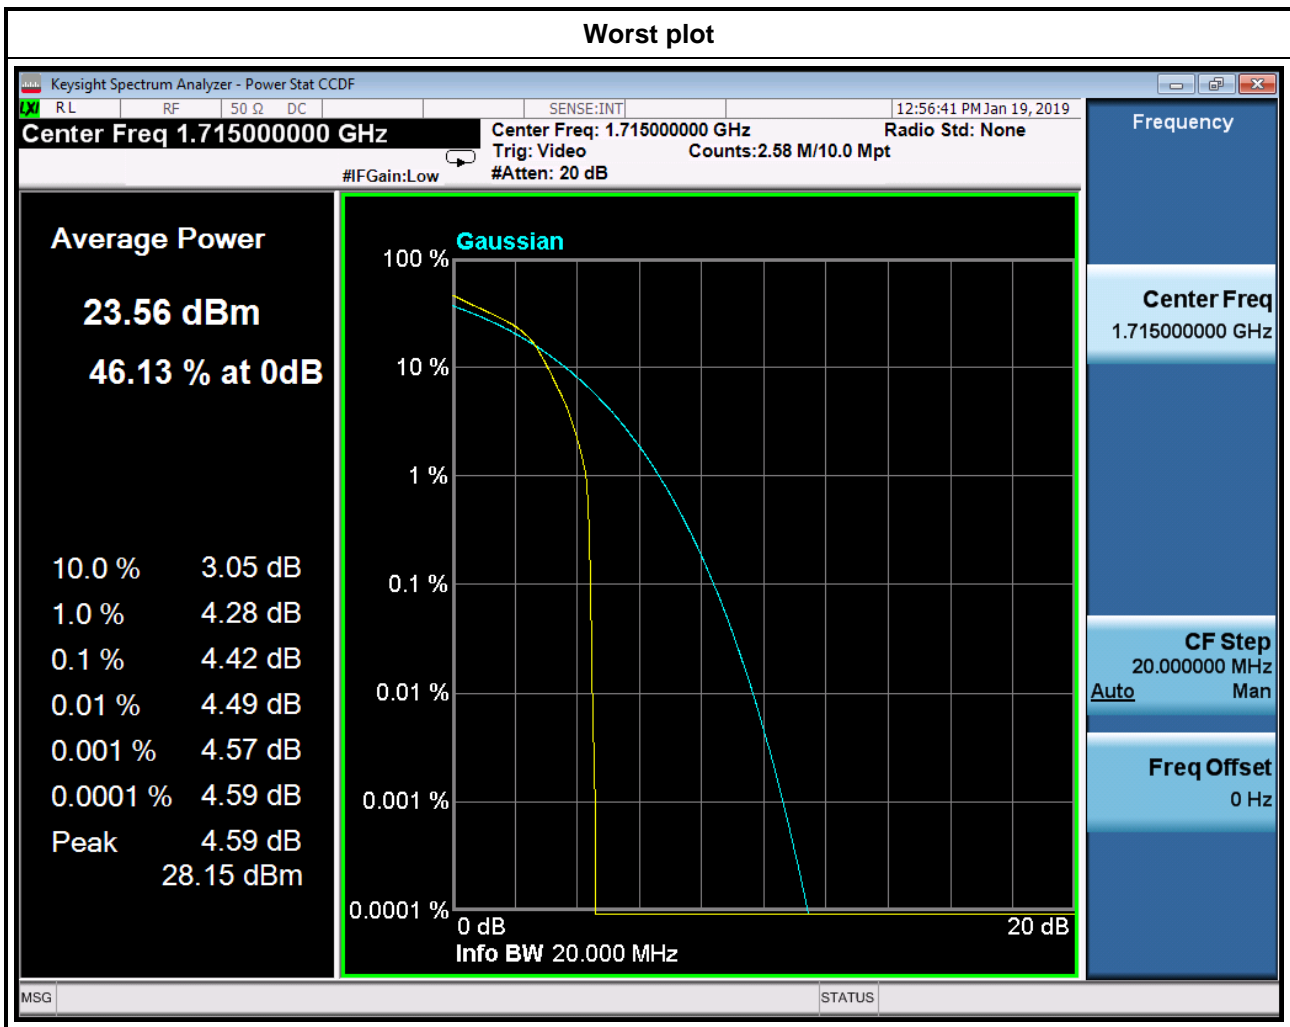 Worst plot
Keysight Spectrum Analyzer - Power Stat CCDF
LXI RL RF 50 Ω DC SENSE:INT 12:56:41 PM Jan 19, 2019
Center Freq 1.715000000 GHz
Center Freq: 1.715000000 GHz Radio Std: None
Trig: Video Counts:2.58 M/10.0 Mpt
#IFGain:Low #Atten: 20 dB
Average Power
23.56 dBm
46.13 % at 0dB
10.0 % 3.05 dB
1.0 % 4.28 dB
0.1 % 4.42 dB
0.01 % 4.49 dB
0.001 % 4.57 dB
0.0001 % 4.59 dB
Peak 4.59 dB
28.15 dBm
Gaussian
100 %
10 %
1 %
0.1 %
0.01 %
0.001 %
0.0001 %
0 dB 20 dB
Info BW 20.000 MHz
Frequency
Center Freq
1.715000000 GHz
CF Step
20.000000 MHz
Auto Man
Freq Offset
0 Hz
MSG STATUS